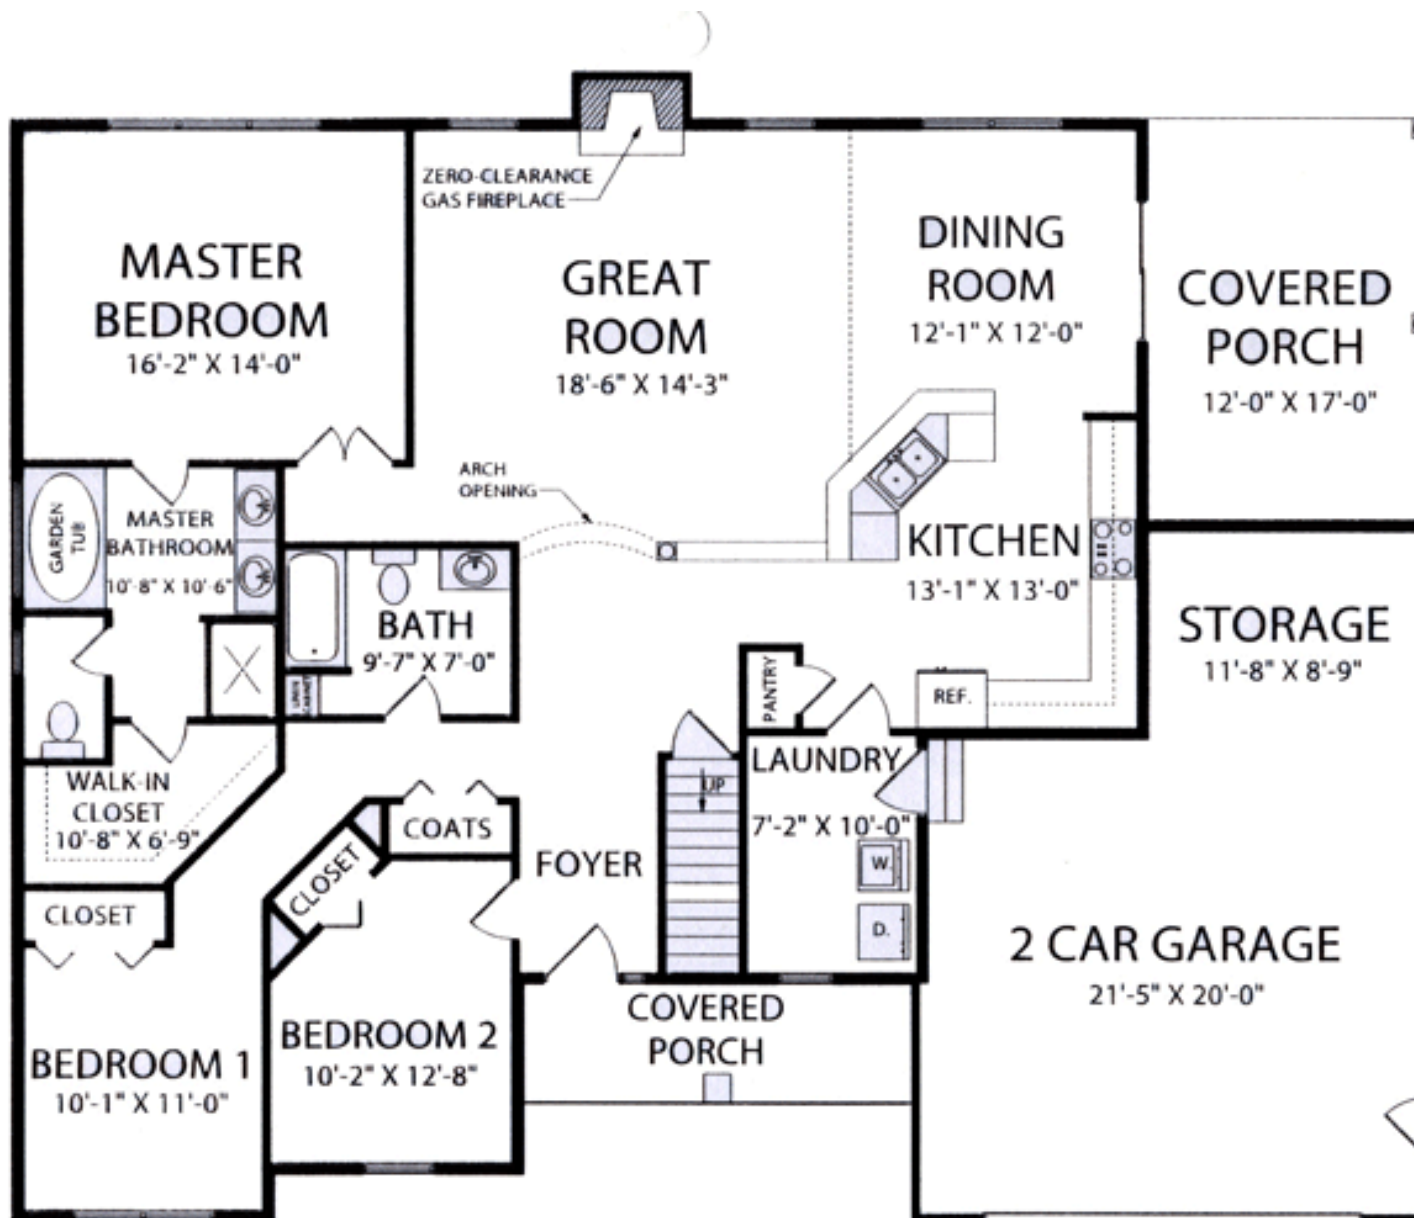 ZERO-CLEARANCE
GAS FIREPLACE
MASTER
BEDROOM
16'-2" X 14'-0"
GREAT
ROOM
18'-6" X 14'-3"
DINING
ROOM
12'-1" X 12'-0"
COVERED
PORCH
12'-0" X 17'-0"
ARCH
OPENING
GARDEN
TUB
MASTER
BATHROOM
10'-8" X 10'-6"
KITCHEN
13'-1" X 13'-0"
BATH
9'-7" X 7'-0"
LINEN
CABINET
STORAGE
11'-8" X 8'-9"
PANTRY
REF.
LAUNDRY
7'-2" X 10'-0"
UP
WALK-IN
CLOSET
10'-8" X 6'-9"
COATS
CLOSET
FOYER
W.
D.
CLOSET
2 CAR GARAGE
21'-5" X 20'-0"
COVERED
PORCH
BEDROOM 2
10'-2" X 12'-8"
BEDROOM 1
10'-1" X 11'-0"